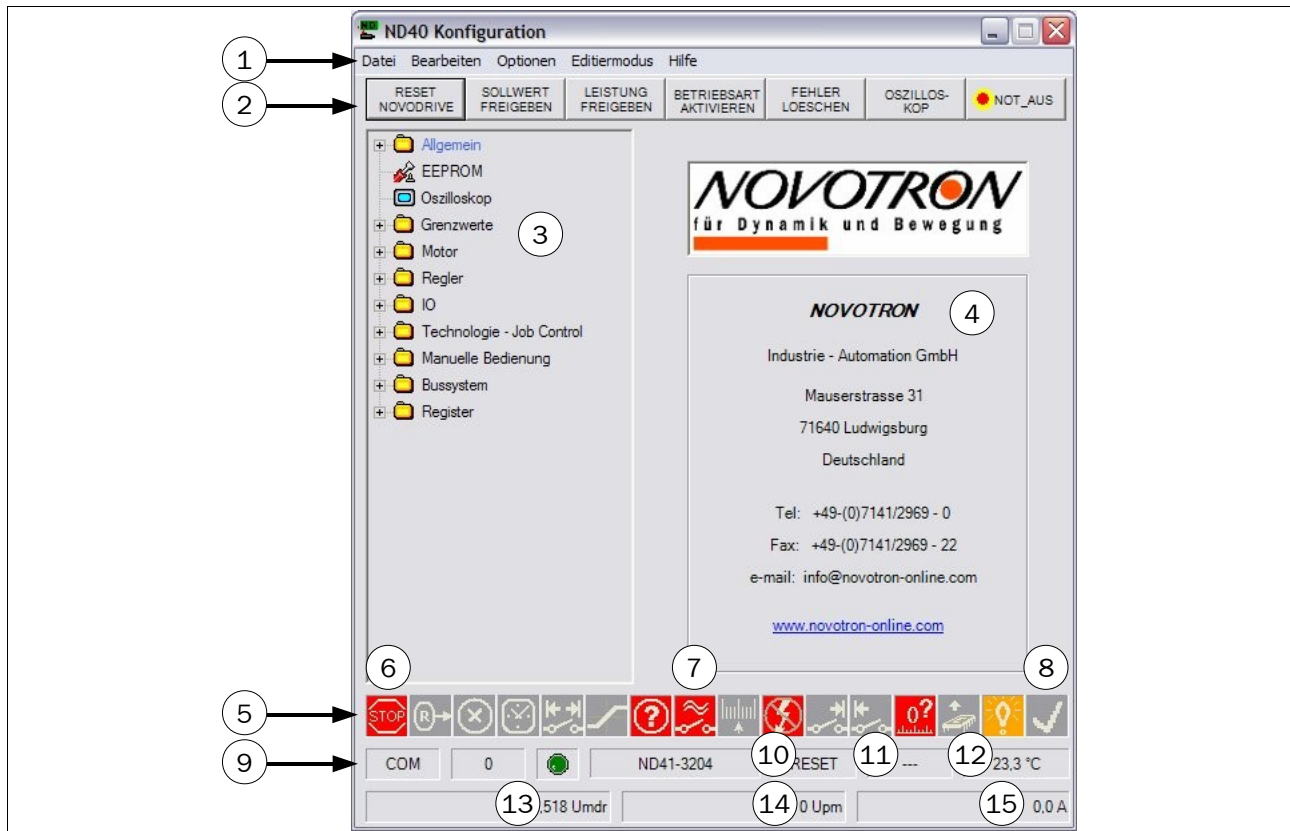 ND40 Konfiguration
1
Datei Bearbeiten Optionen Editiermodus Hilfe
2
RESET NOVODRIVE
SOLLWERT FREIGEBEN
LEISTUNG FREIGEBEN
BETRIEBSART AKTIVIEREN
FEHLER LOESCHEN
OSZILLOS-KOP
NOT_AUS
Allgemein
EEPROM
Oszilloskop
Grenzwerte
3
Motor
Regler
IO
Technologie - Job Control
Manuelle Bedienung
Bussystem
Register
NOVOTRON
für Dynamik und Bewegung
NOVOTRON
4
Industrie - Automation GmbH
Mauserstrasse 31
71640 Ludwigsburg
Deutschland
Tel: +49-(0)7141/2969 - 0
Fax: +49-(0)7141/2969 - 22
e-mail: info@novotron-online.com
www.novotron-online.com
6
7
8
5
STOP
R
?
0?
9
COM
0
ND41-3204
10
RESET
11
---
12
23,3 °C
13
,518 Umdr
14
0 Upm
15
0,0 A